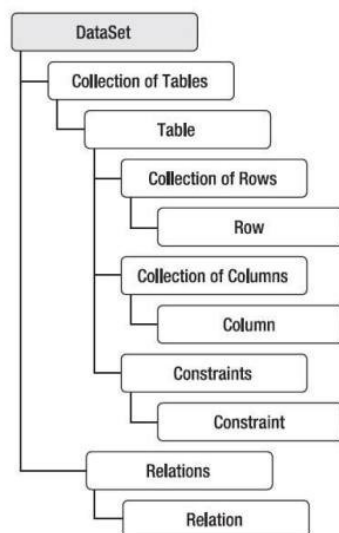 DataSet
Collection of Tables
Table
Collection of Rows
Row
Collection of Columns
Column
Constraints
Constraint
Relations
Relation